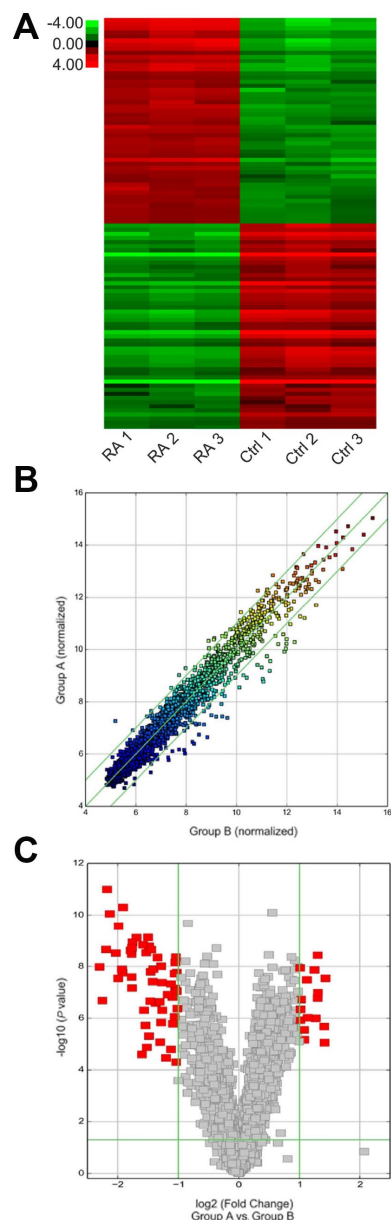 A
-4.00
0.00
4.00
RA 1 RA 2 RA 3 Ctrl 1 Ctrl 2 Ctrl 3
B
16
14
12
10
8
6
4
Group A (normalized)
4 6 8 10 12 14 16
Group B (normalized)
C
12
10
8
6
4
2
0
-log10 (P value)
−2 −1 0 1 2
log2 (Fold Change)
Group A vs. Group B